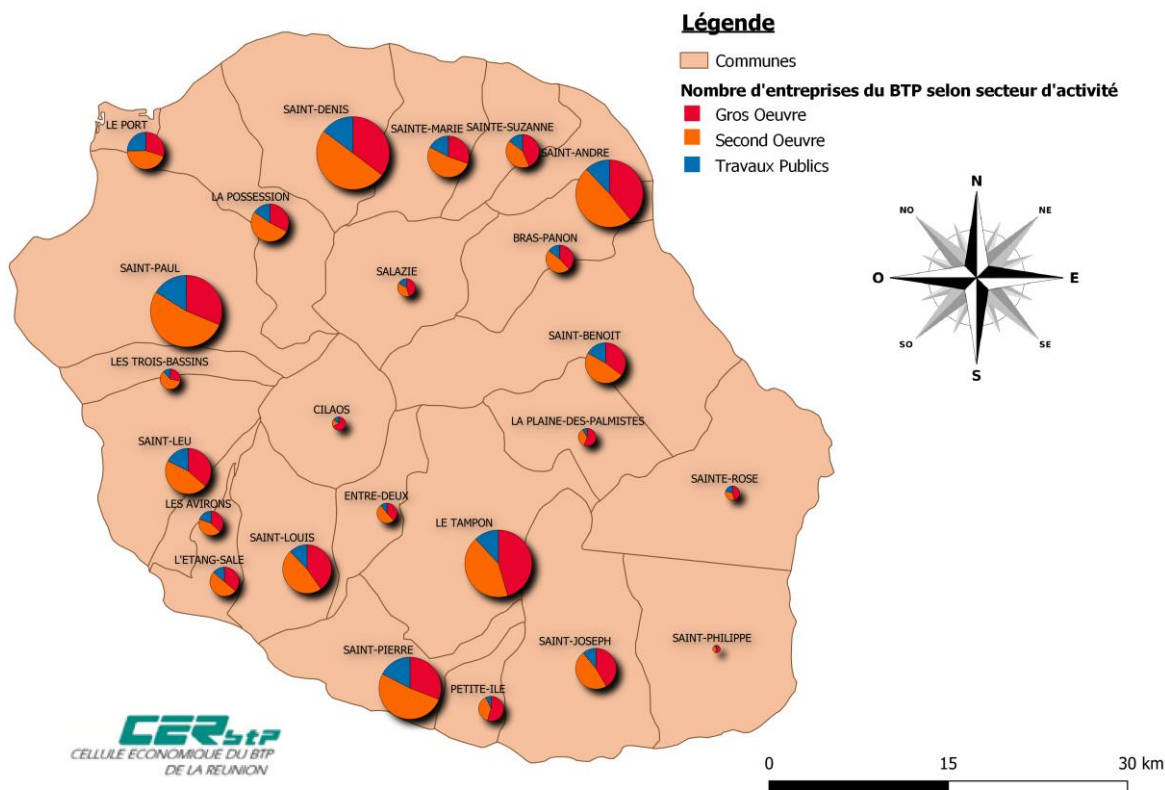 Légende
Communes
Nombre d'entreprises du BTP selon secteur d'activité
Gros Oeuvre
Second Oeuvre
Travaux Publics
SAINT-DENIS
LE PORT
SAINTE-MARIE
SAINTE-SUZANNE
SAINT-ANDRE
LA POSSESSION
BRAS-PANON
SAINT-PAUL
SALAZIE
SAINT-BENOIT
LES TROIS-BASSINS
CILAOS
LA PLAINE-DES-PALMISTES
SAINT-LEU
SAINTE-ROSE
ENTRE-DEUX
LES AVIRONS
LE TAMPON
SAINT-LOUIS
L'ETANG-SALE
SAINT-JOSEPH
SAINT-PHILIPPE
SAINT-PIERRE
PETITE-ILE
N
NO
NE
O
E
SO
SE
S
CERbtp
CELLULE ECONOMIQUE DU BTP
DE LA REUNION
0 15 30 km